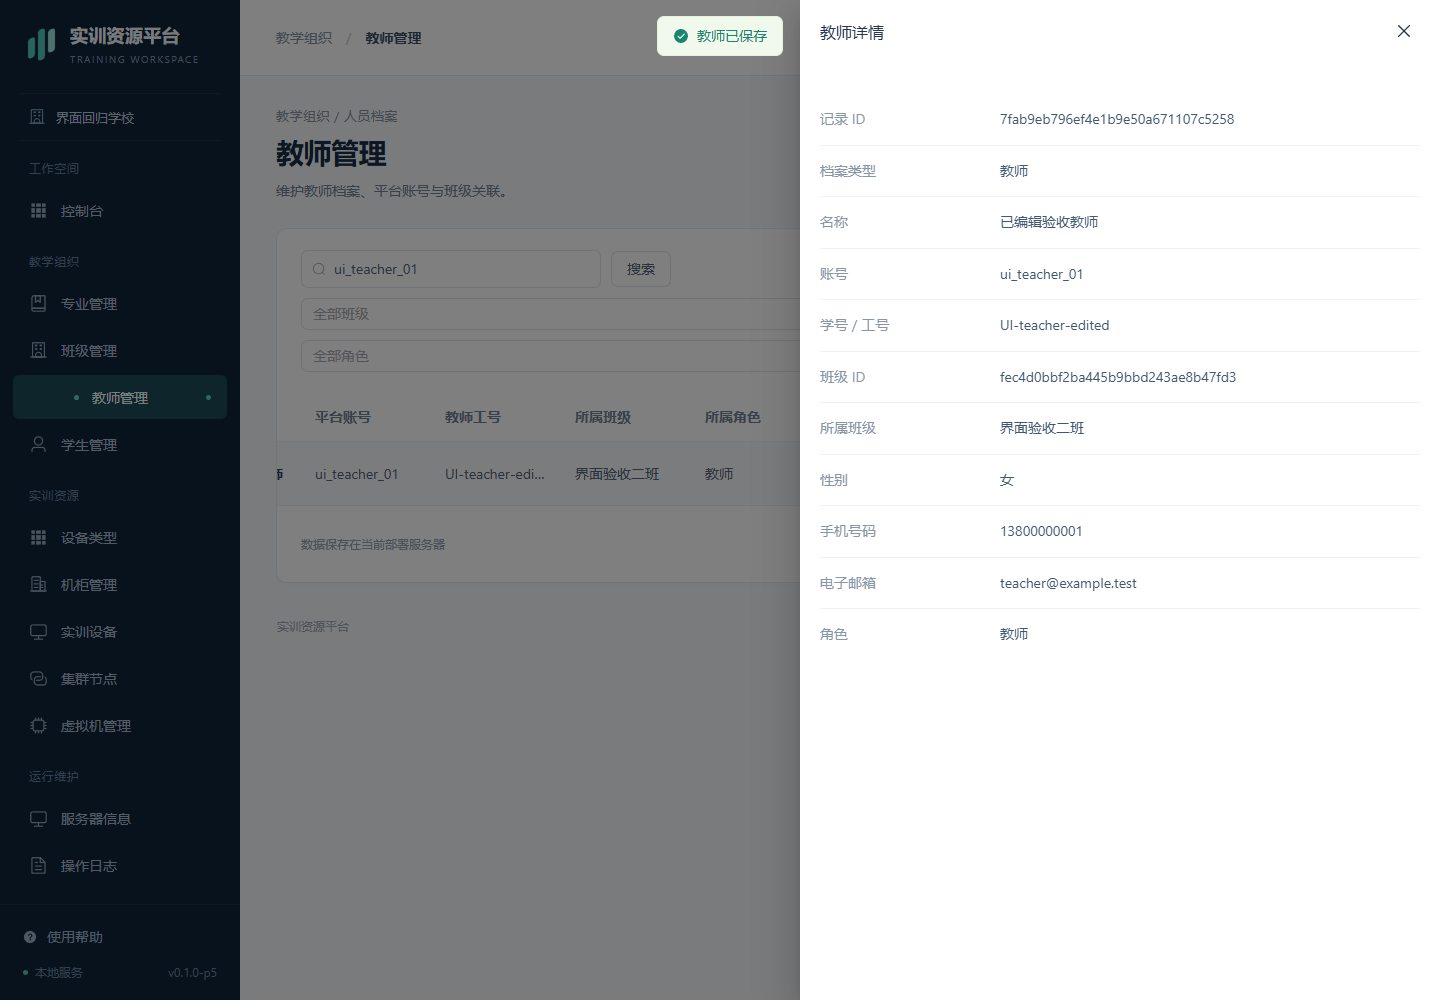 实训资源平台
TRAINING WORKSPACE
界面回归学校
工作空间
控制台
教学组织
专业管理
班级管理
教师管理
学生管理
实训资源
设备类型
机柜管理
实训设备
集群节点
虚拟机管理
运行维护
服务器信息
操作日志
使用帮助
本地服务 v0.1.0-p5
教学组织 / 教师管理
教师已保存
教学组织 / 人员档案
教师管理
维护教师档案、平台账号与班级关联。
ui_teacher_01 搜索
全部班级
全部角色
平台账号 教师工号 所属班级 所属角色
师 ui_teacher_01 UI-teacher-edi... 界面验收二班 教师
数据保存在当前部署服务器
实训资源平台
教师详情
记录 ID 7fab9eb796ef4e1b9e50a671107c5258
档案类型 教师
名称 已编辑验收教师
账号 ui_teacher_01
学号 / 工号 UI-teacher-edited
班级 ID fec4d0bbf2ba445b9bbd243ae8b47fd3
所属班级 界面验收二班
性别 女
手机号码 13800000001
电子邮箱 teacher@example.test
角色 教师